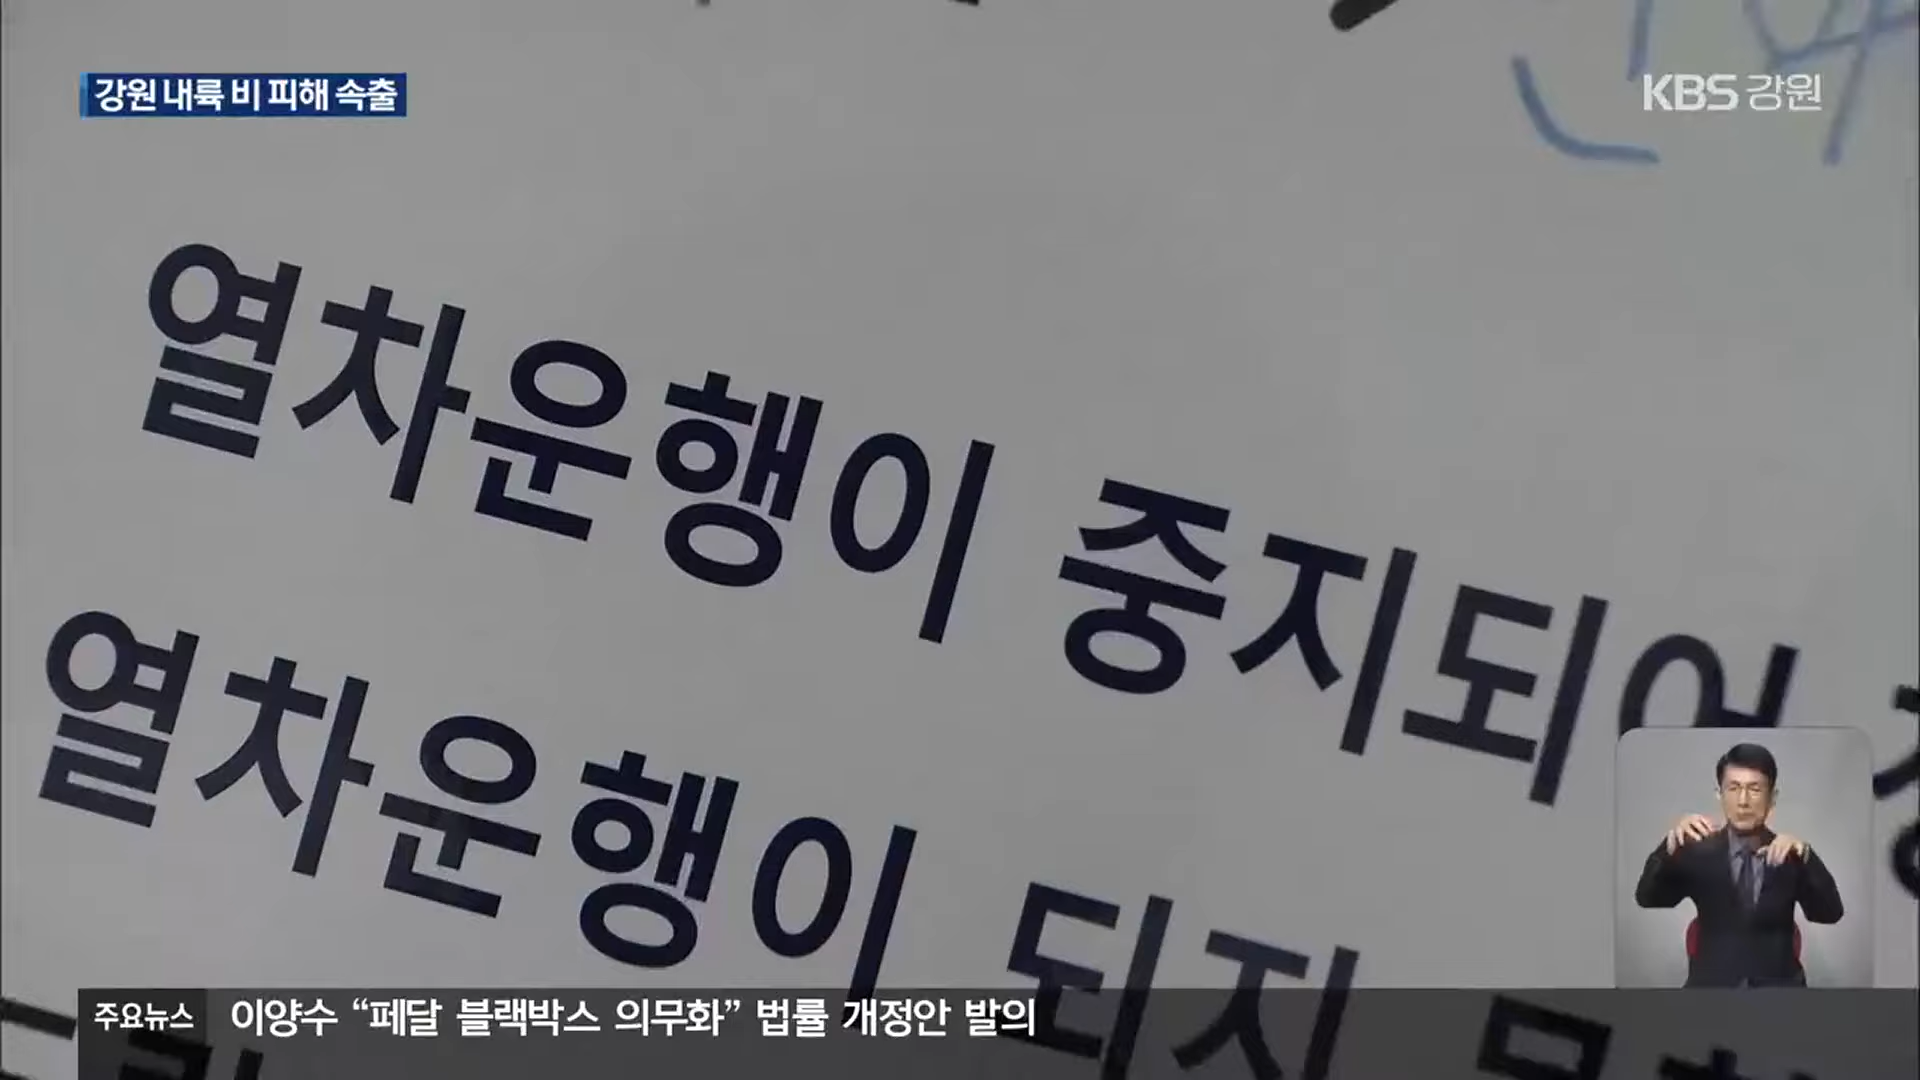 강원 내륙 비 피해 속출
KBS 강원
열차운행이 중지되어
열차운행이 되지
주요뉴스 이양수 “페달 블랙박스 의무화” 법률 개정안 발의